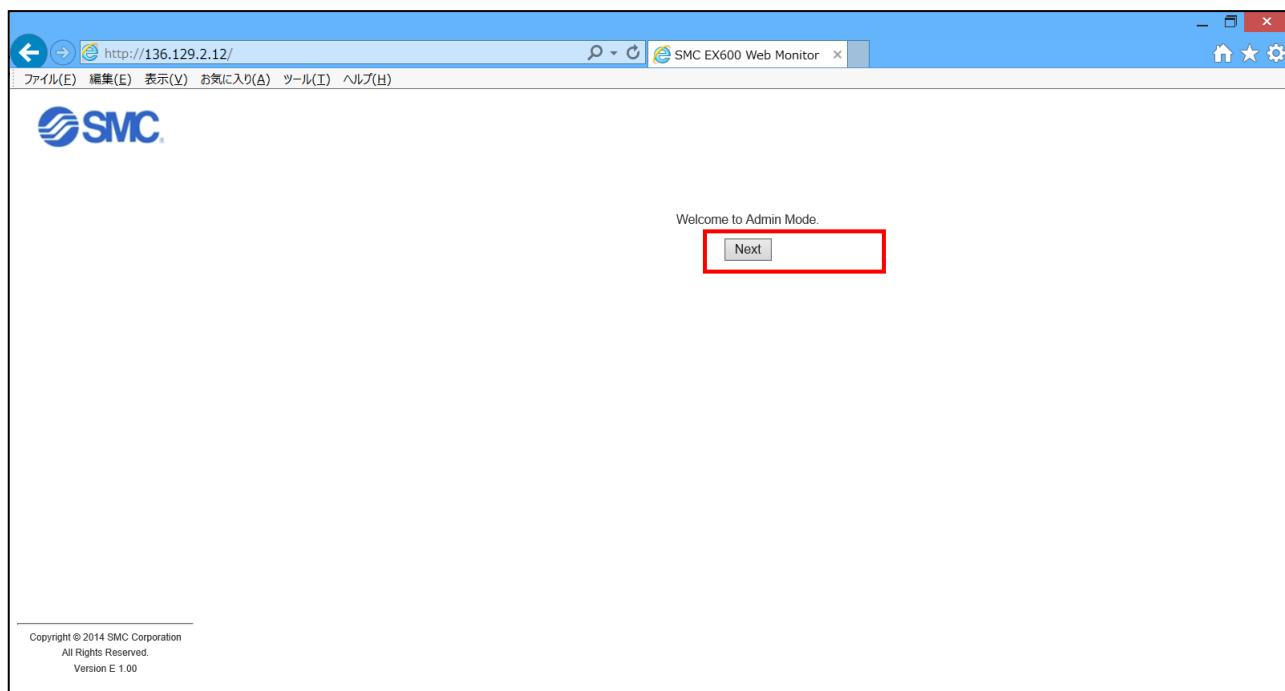 http://136.129.2.12/
SMC EX600 Web Monitor
ファイル(F) 編集(E) 表示(V) お気に入り(A) ツール(T) ヘルプ(H)
SMC
Welcome to Admin Mode.
Next
Copyright © 2014 SMC Corporation
All Rights Reserved.
Version E 1.00